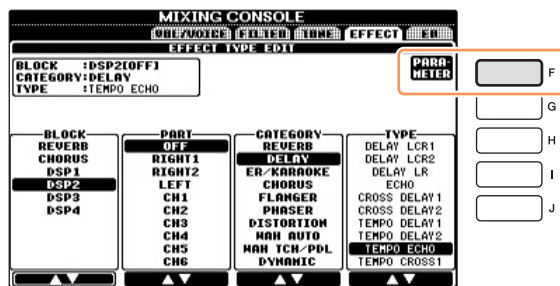 MIXING CONSOLE
VOL/VOICE FILTER TUNE EFFECT EQ
EFFECT TYPE EDIT
BLOCK :DSP2[OFF]
CATEGORY:DELAY
TYPE :TEMPO ECHO
PARA-
METER
F
G
H
I
J
BLOCK
REVERB
CHORUS
DSP1
DSP2
DSP3
DSP4
PART
OFF
RIGHT1
RIGHT2
LEFT
CH1
CH2
CH3
CH4
CH5
CH6
CATEGORY
REVERB
DELAY
ER/KARAOKE
CHORUS
FLANGER
PHASER
DISTORTION
WAH AUTO
WAH TCH/PDL
DYNAMIC
TYPE
DELAY LCR1
DELAY LCR2
DELAY LR
ECHO
CROSS DELAY1
CROSS DELAY2
TEMPO DELAY1
TEMPO DELAY2
TEMPO ECHO
TEMPO CROSS1